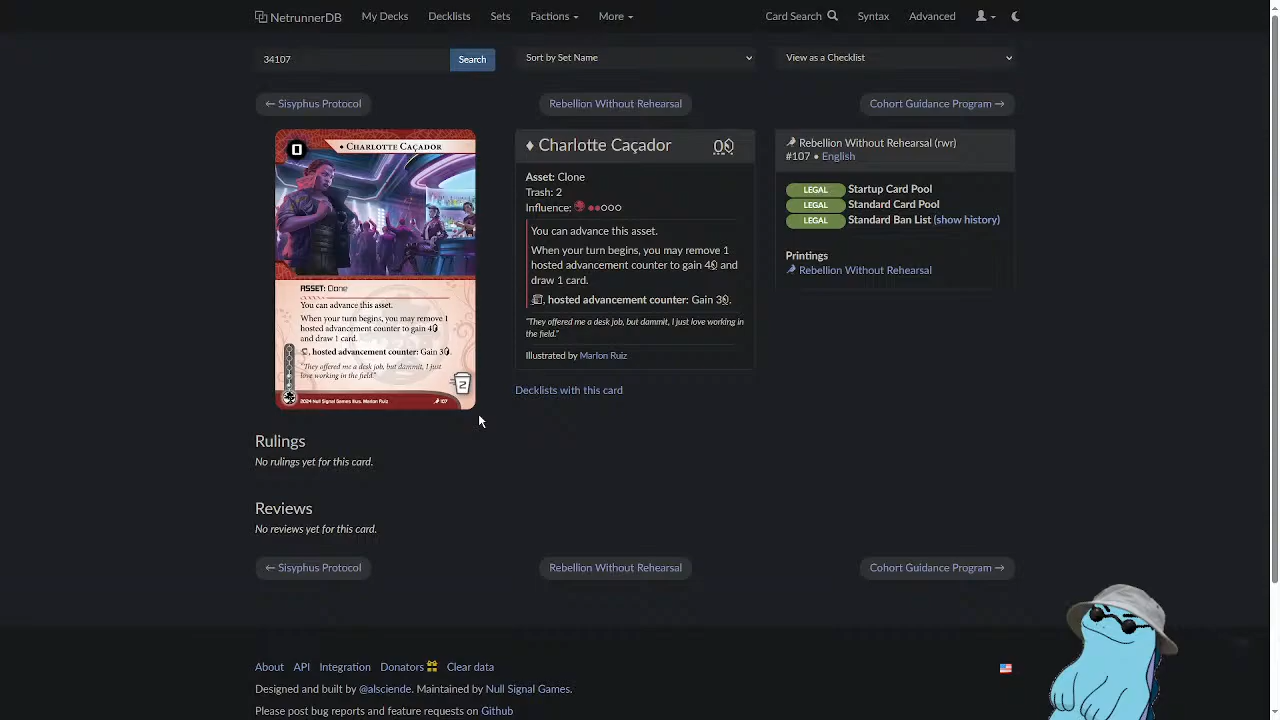 NetrunnerDB My Decks Decklists Sets Factions More Card Search Syntax Advanced
34107 Search Sort by Set Name View as a Checklist
← Sisyphus Protocol Rebellion Without Rehearsal Cohort Guidance Program →
0 ♦ Charlotte Caçador
ASSET: Clone
You can advance this asset.
When your turn begins, you may remove 1
hosted advancement counter to gain 4
and draw 1 card.
, hosted advancement counter: Gain 3.
"They offered me a desk job, but dammit, I just
love working in the field."
2
2024 Null Signal Games Illus. Marlon Ruiz 107
♦ Charlotte Caçador 0
Asset: Clone
Trash: 2
Influence:
You can advance this asset.
When your turn begins, you may remove 1
hosted advancement counter to gain 4 and
draw 1 card.
, hosted advancement counter: Gain 3.
"They offered me a desk job, but dammit, I just love working in
the field."
Illustrated by Marlon Ruiz
Decklists with this card
Rebellion Without Rehearsal (rwr)
#107 • English
LEGAL Startup Card Pool
LEGAL Standard Card Pool
LEGAL Standard Ban List (show history)
Printings
Rebellion Without Rehearsal
Rulings
No rulings yet for this card.
Reviews
No reviews yet for this card.
← Sisyphus Protocol Rebellion Without Rehearsal Cohort Guidance Program →
About API Integration Donators Clear data
Designed and built by @alsciende. Maintained by Null Signal Games.
Please post bug reports and feature requests on Github